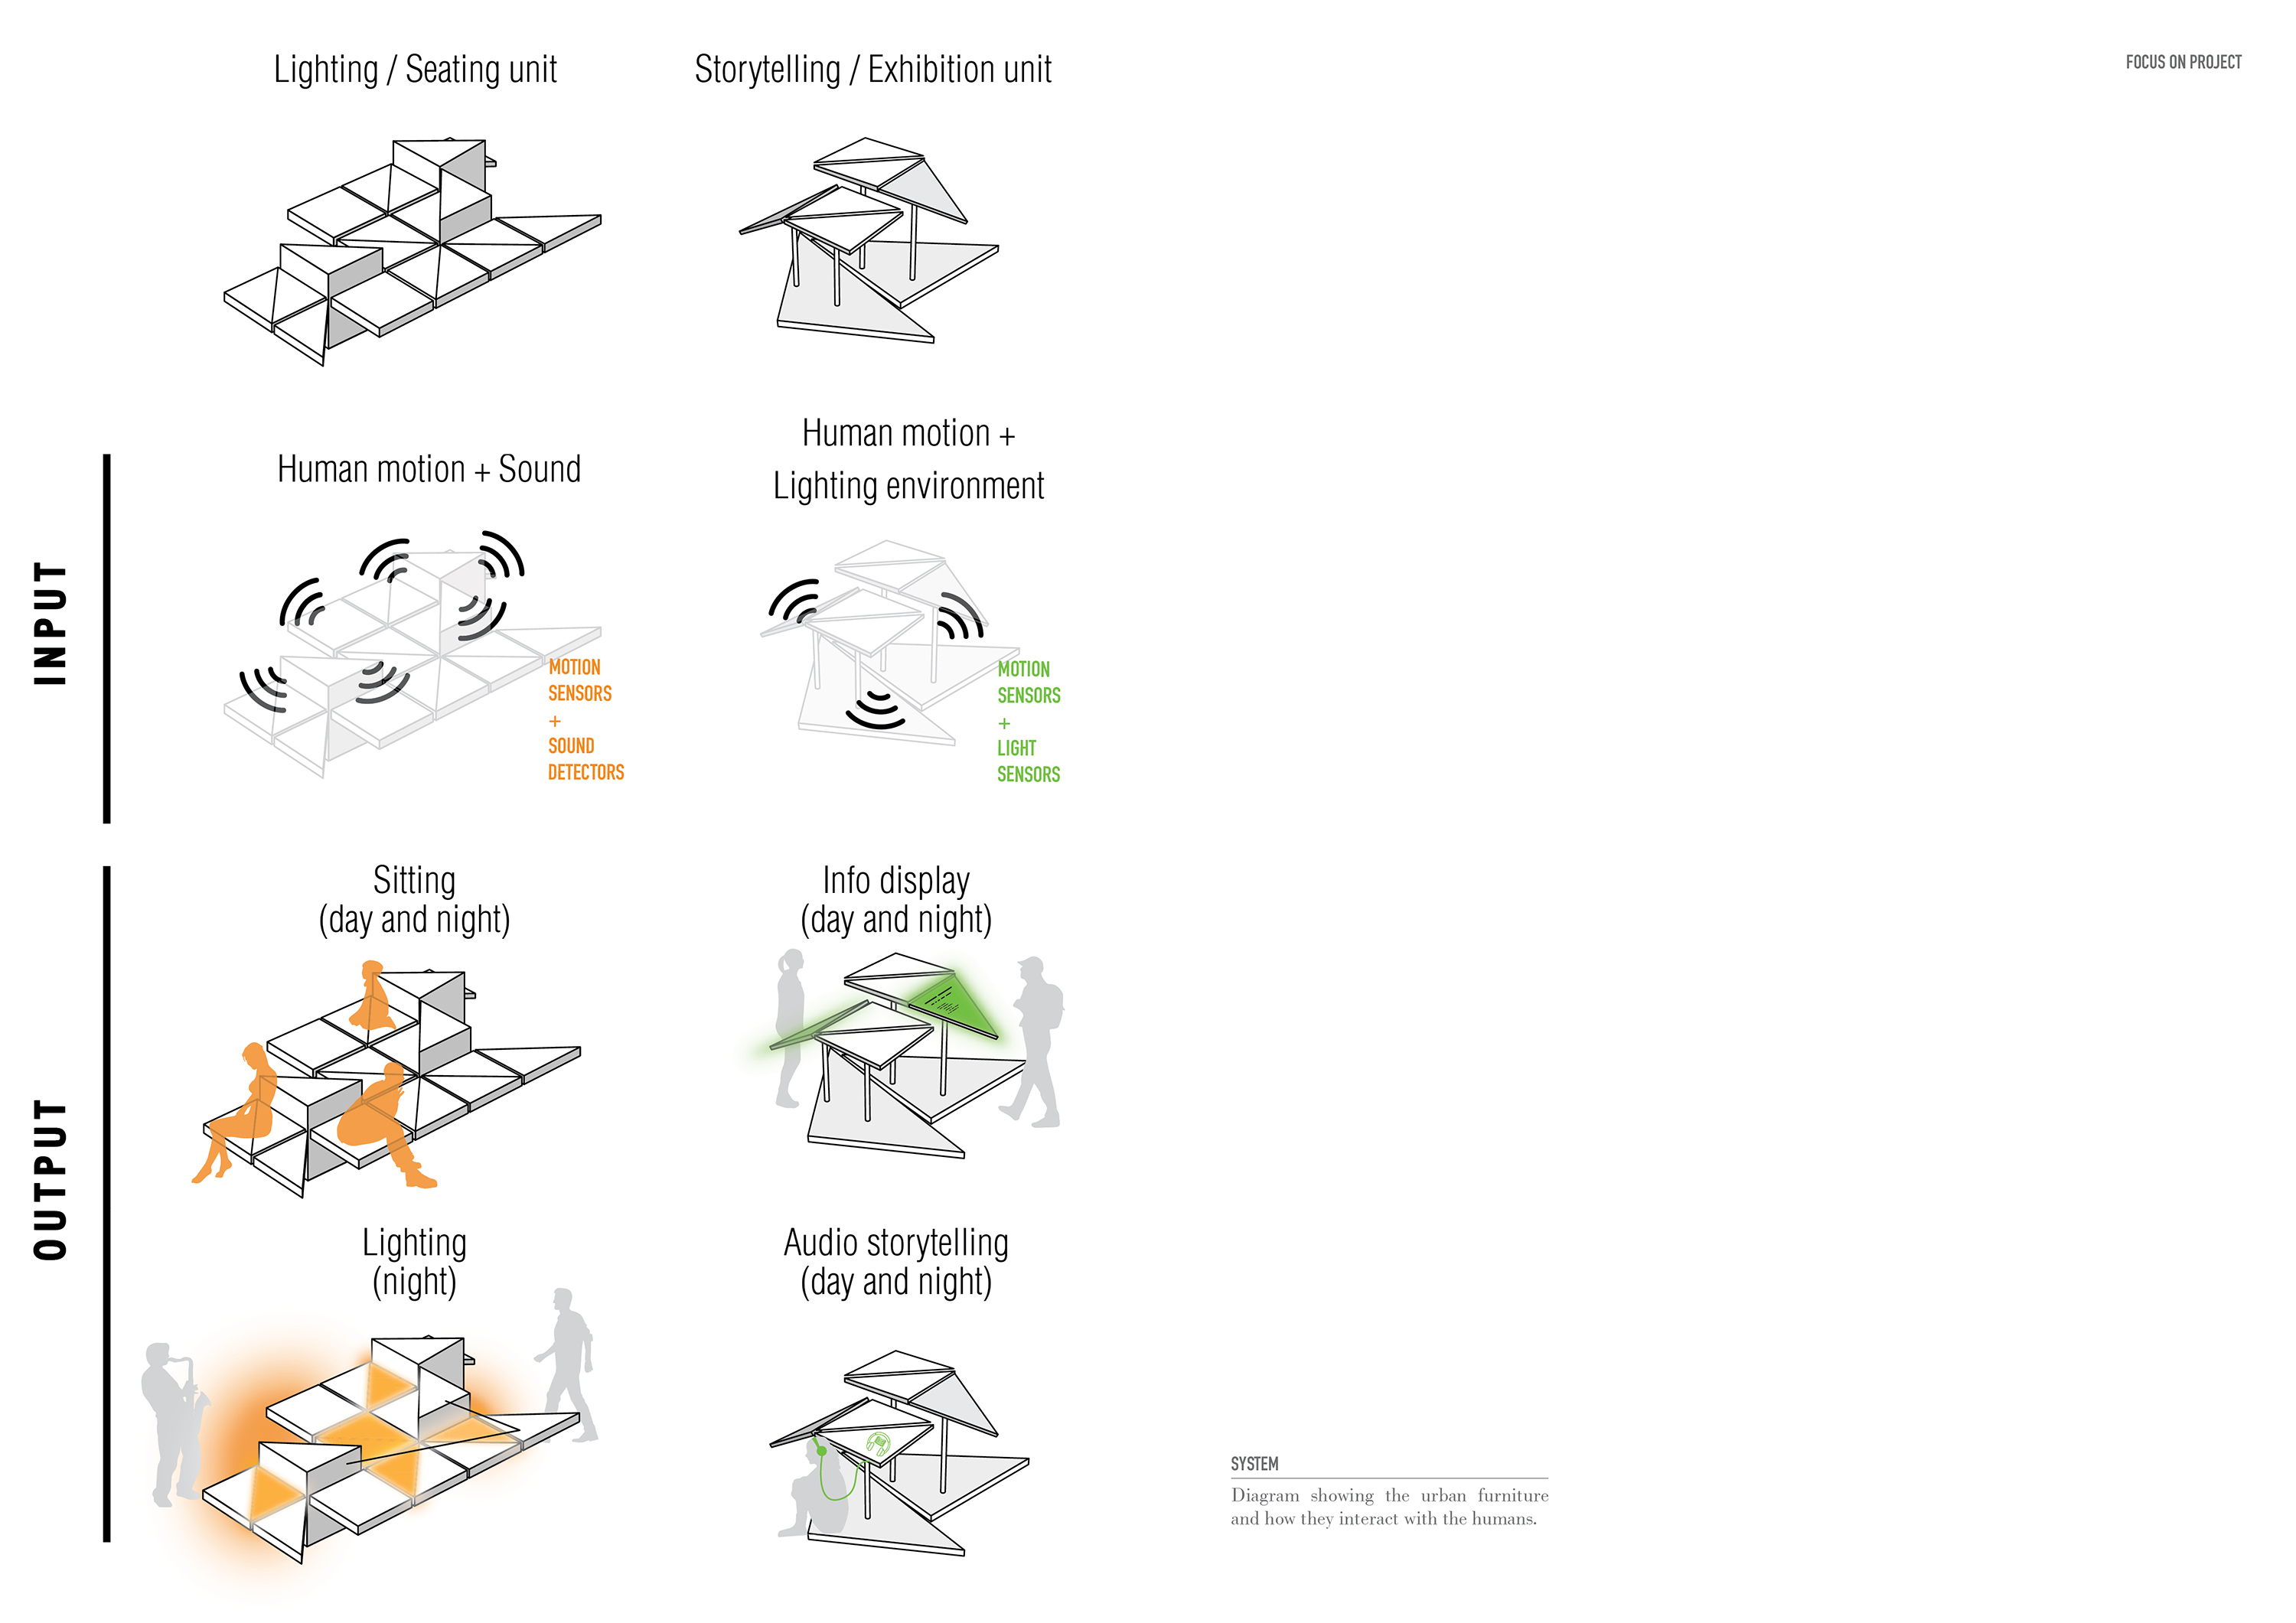 FOCUS ON PROJECT
Lighting / Seating unit
Storytelling / Exhibition unit
INPUT
Human motion + Sound
MOTION
SENSORS
+
SOUND
DETECTORS
Human motion +
Lighting environment
MOTION
SENSORS
+
LIGHT
SENSORS
OUTPUT
Sitting
(day and night)
Info display
(day and night)
Lighting
(night)
Audio storytelling
(day and night)
SYSTEM
Diagram showing the urban furniture
and how they interact with the humans.